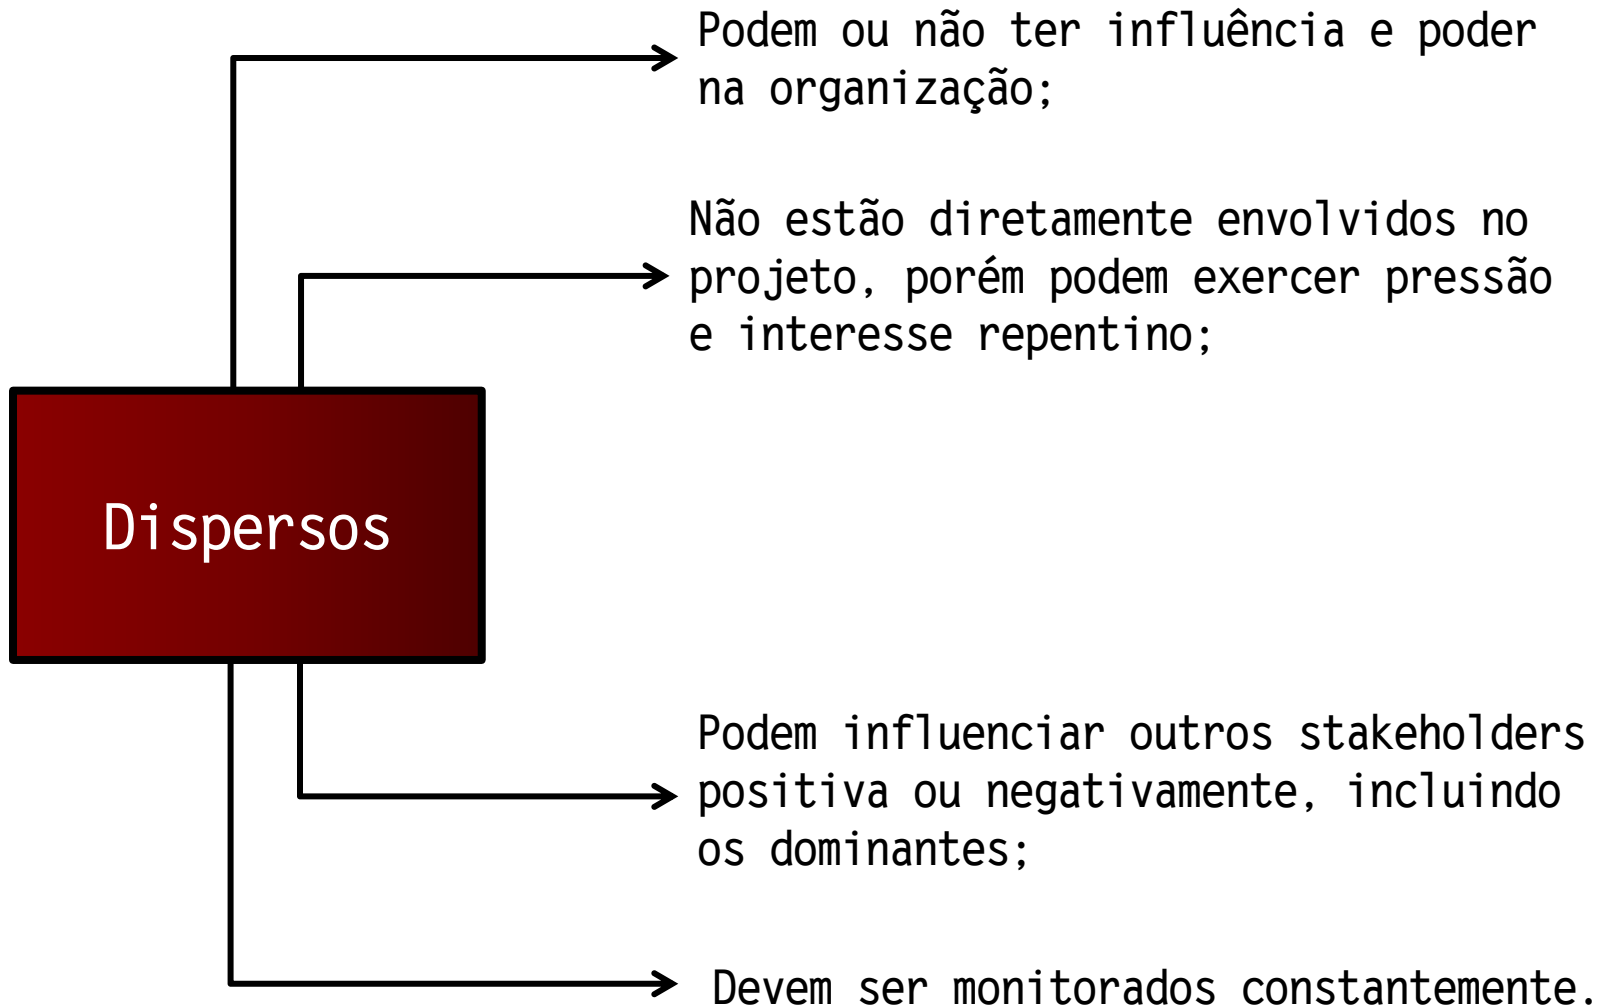 Podem ou não ter influência e poder
na organização;
Não estão diretamente envolvidos no
projeto, porém podem exercer pressão
e interesse repentino;
Dispersos
Podem influenciar outros stakeholders
positiva ou negativamente, incluindo
os dominantes;
Devem ser monitorados constantemente.